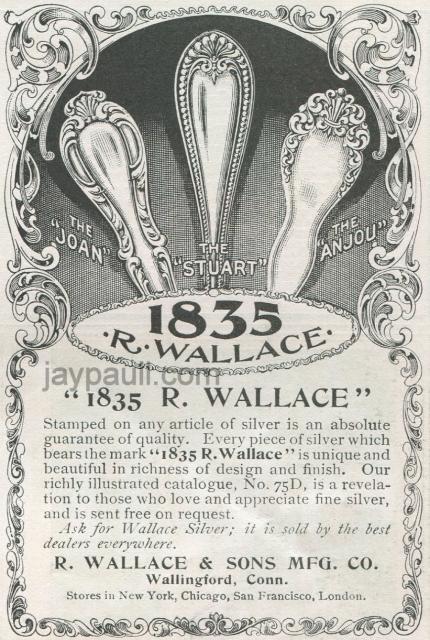 THE "JOAN"
THE "STUART"
THE "ANJOU"
1835
·R·WALLACE·
jaypaull.com
"1835 R. WALLACE"
Stamped on any article of silver is an absolute
guarantee of quality. Every piece of silver which
bears the mark "1835 R.Wallace" is unique and
beautiful in richness of design and finish. Our
richly illustrated catalogue, No. 75D, is a revela-
tion to those who love and appreciate fine silver,
and is sent free on request.
Ask for Wallace Silver; it is sold by the best
dealers everywhere.
R. WALLACE & SONS MFG. CO.
Wallingford, Conn.
Stores in New York, Chicago, San Francisco, London.